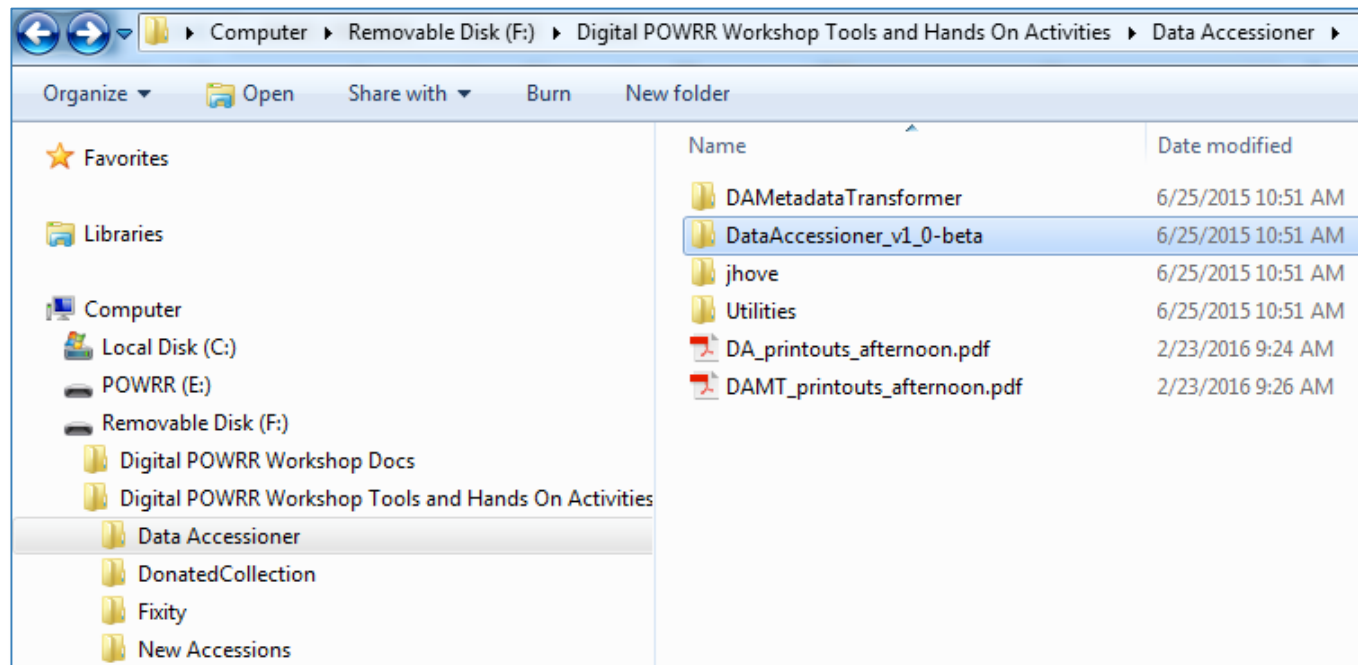 Computer Removable Disk (F:) Digital POWRR Workshop Tools and Hands On Activities Data Accessioner
Organize Open Share with Burn New folder
Favorites
Libraries
Computer
Local Disk (C:)
POWRR (E:)
Removable Disk (F:)
Digital POWRR Workshop Docs
Digital POWRR Workshop Tools and Hands On Activities
Data Accessioner
DonatedCollection
Fixity
New Accessions
Name Date modified
DAMetadataTransformer 6/25/2015 10:51 AM
DataAccessioner_v1_0-beta 6/25/2015 10:51 AM
jhove 6/25/2015 10:51 AM
Utilities 6/25/2015 10:51 AM
DA_printouts_afternoon.pdf 2/23/2016 9:24 AM
DAMT_printouts_afternoon.pdf 2/23/2016 9:26 AM